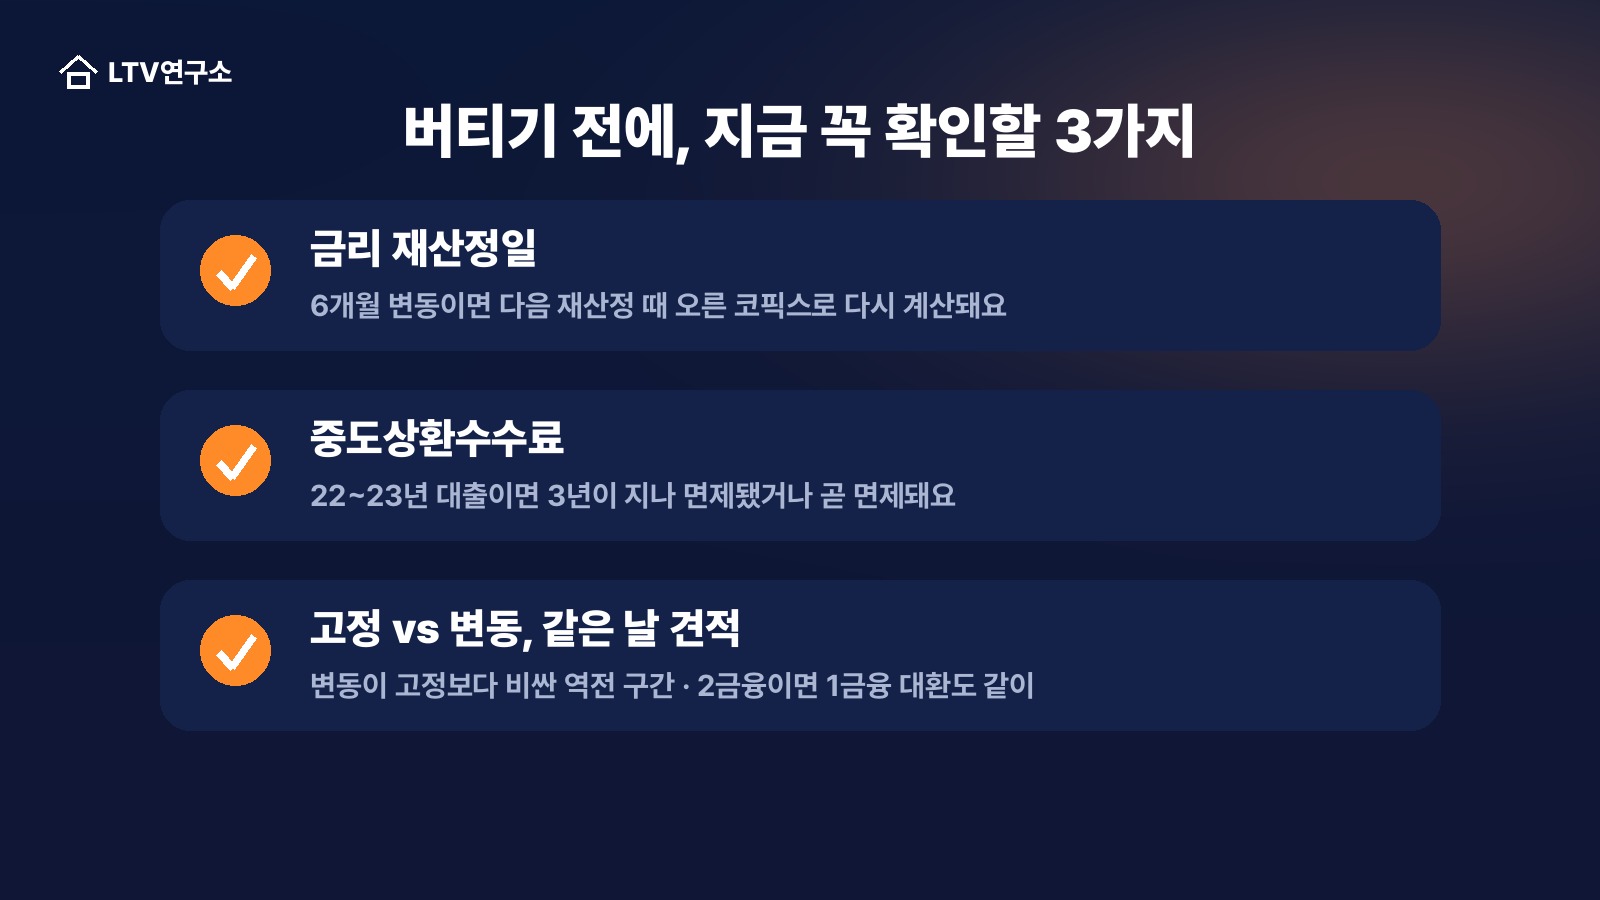 LTV연구소
버티기 전에, 지금 꼭 확인할 3가지
금리 재산정일
6개월 변동이면 다음 재산정 때 오른 코픽스로 다시 계산돼요
중도상환수수료
22~23년 대출이면 3년이 지나 면제됐거나 곧 면제돼요
고정 vs 변동, 같은 날 견적
변동이 고정보다 비싼 역전 구간 · 2금융이면 1금융 대환도 같이